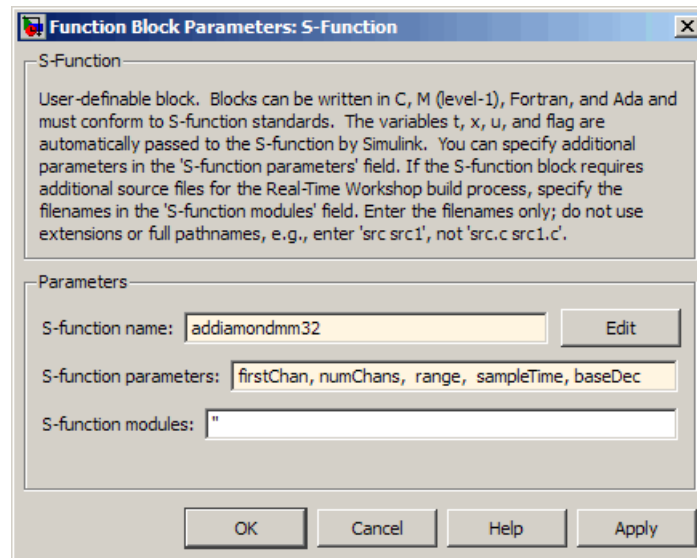 Function Block Parameters: S-Function
S-Function
User-definable block.  Blocks can be written in C, M (level-1), Fortran, and Ada and
must conform to S-function standards.  The variables t, x, u, and flag are
automatically passed to the S-function by Simulink.  You can specify additional
parameters in the 'S-function parameters' field. If the S-function block requires
additional source files for the Real-Time Workshop build process, specify the
filenames in the 'S-function modules' field. Enter the filenames only; do not use
extensions or full pathnames, e.g., enter 'src src1', not 'src.c src1.c'.
Parameters
S-function name: addiamondmm32 Edit
S-function parameters: firstChan, numChans,  range,  sampleTime, baseDec
S-function modules: ''
OK Cancel Help Apply